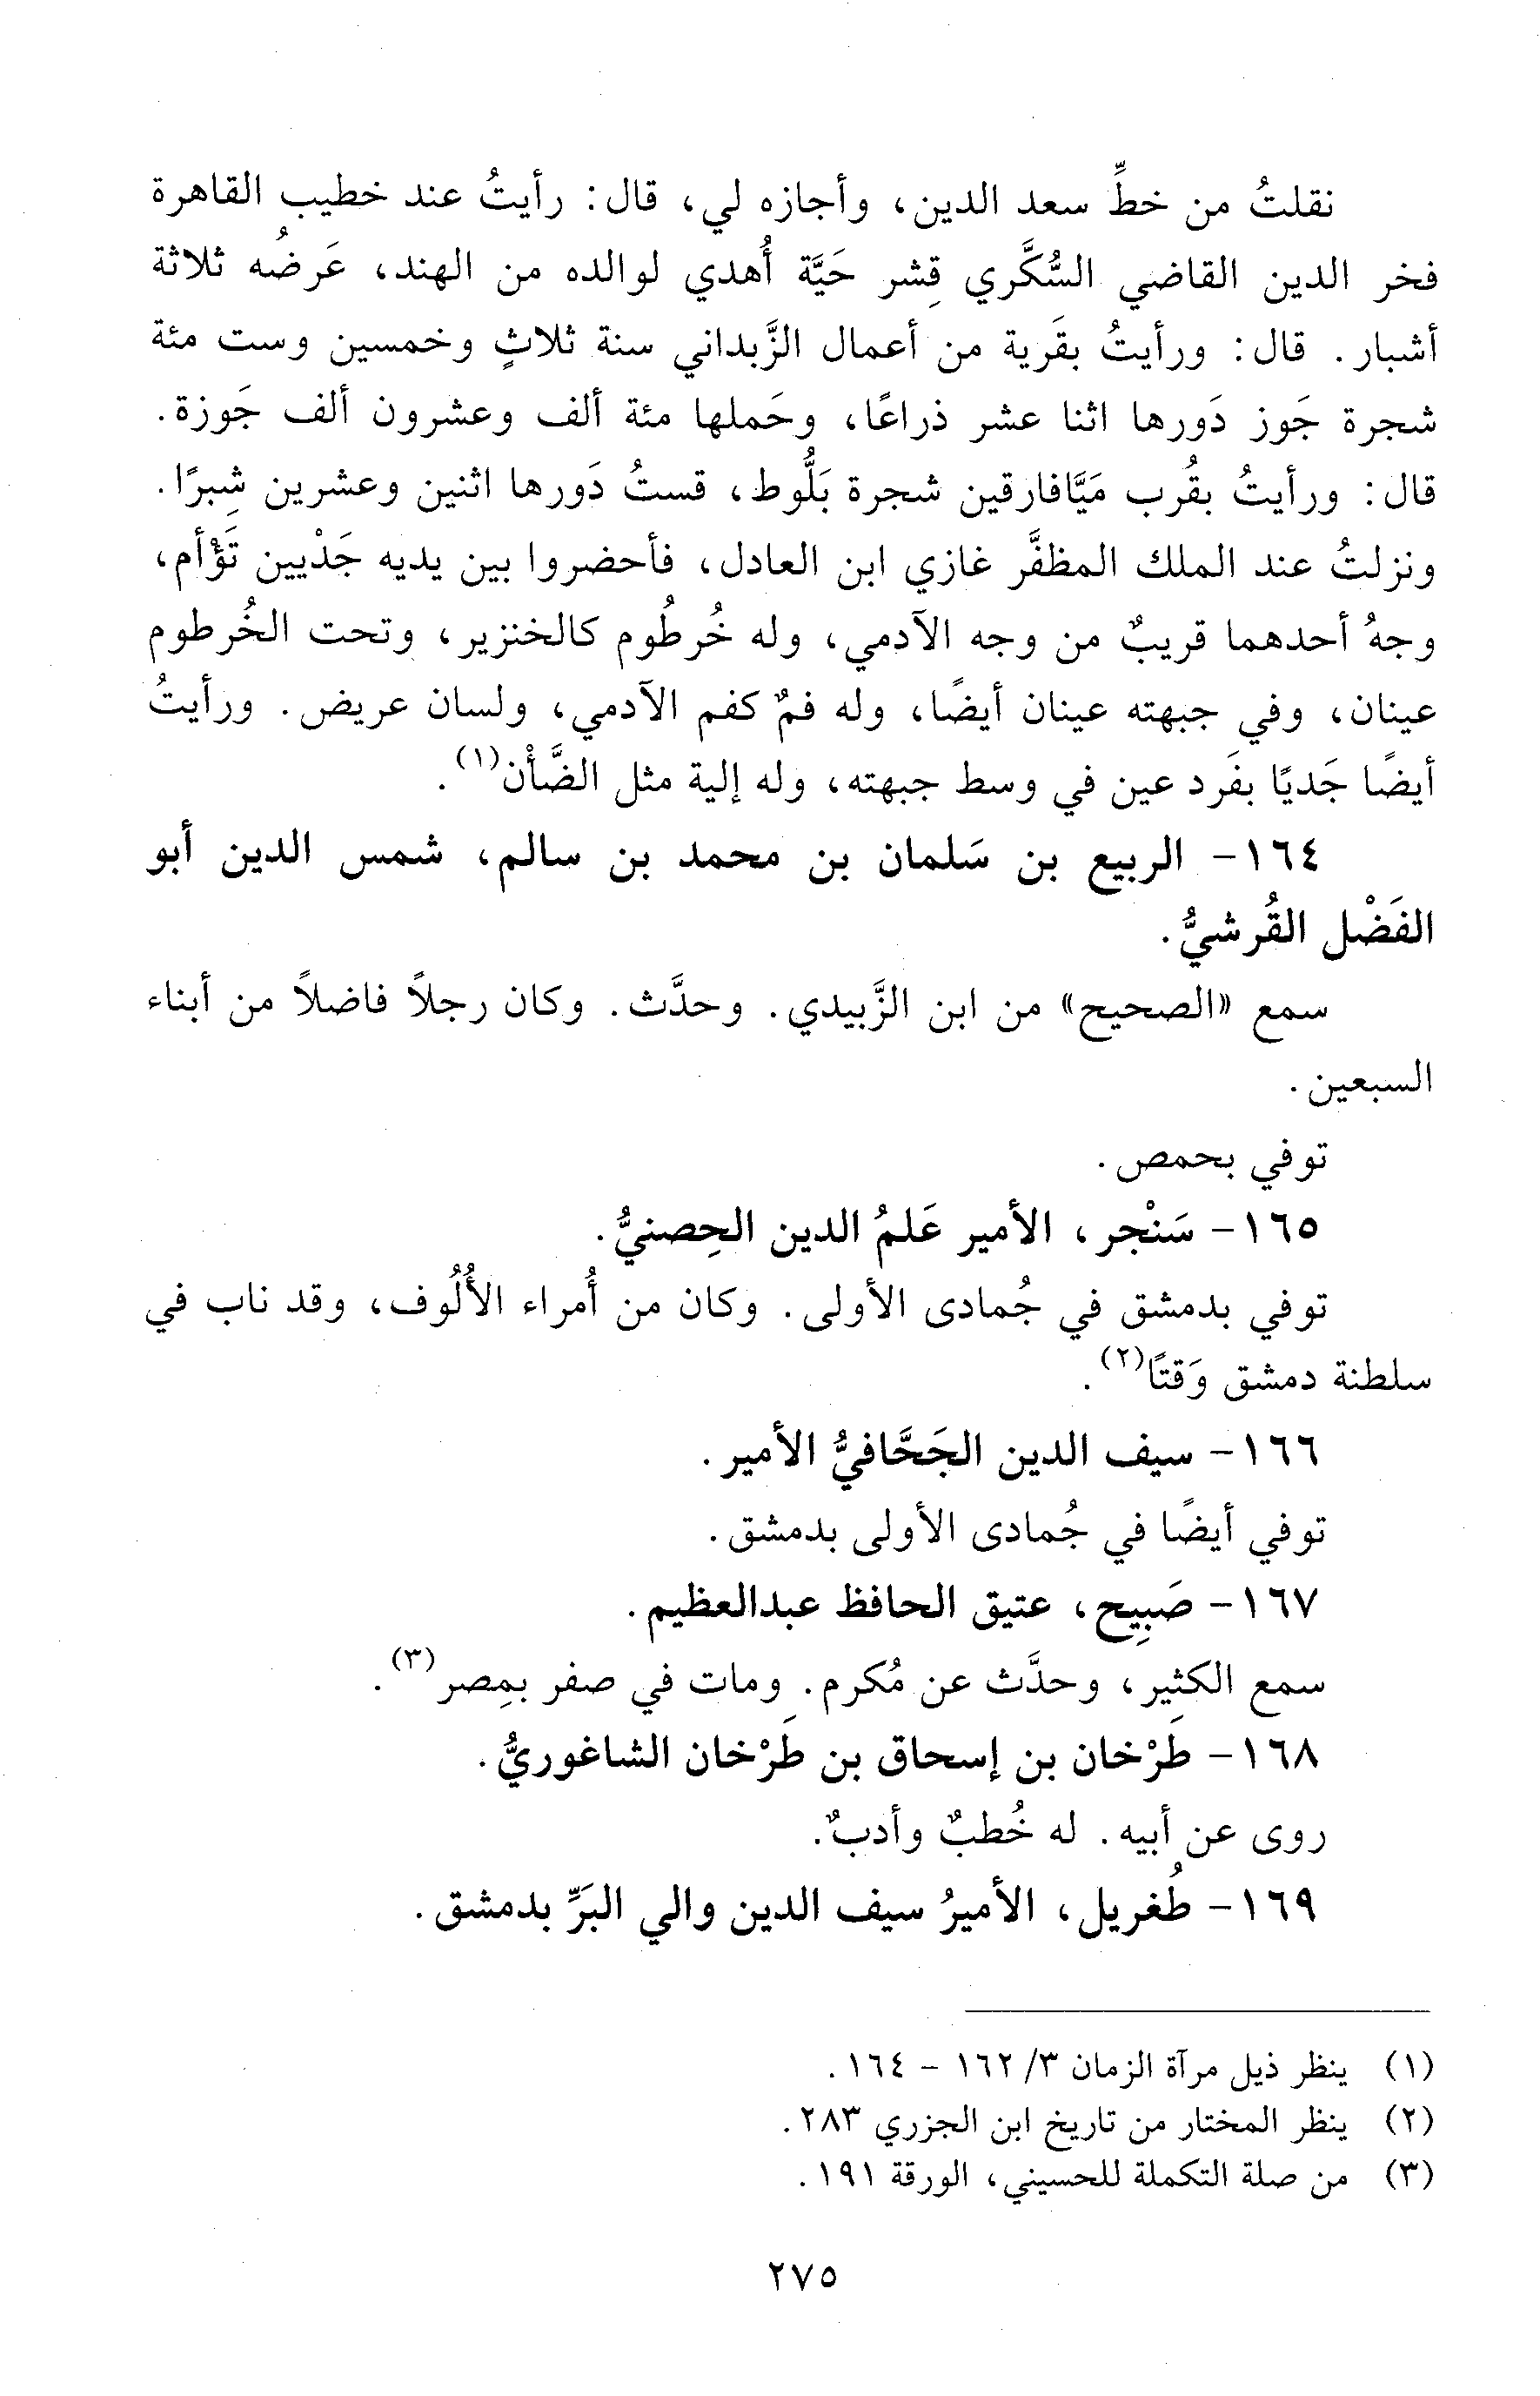 نقلتُ من خطِّ سعد الدين، وأجازه لي، قال: رأيتُ عند خطيب القاهرة
فخر الدين القاضي السُّكَّري قِشر حَيَّة أُهدي لوالده من الهند، عَرضُه ثلاثة
أشبار. قال: ورأيتُ بقَرية من أعمال الزَّبداني سنة ثلاثٍ وخمسين وست مئة
شجرة جَوز دَورها اثنا عشر ذراعًا، وحَملها مئة ألف وعشرون ألف جَوزة.
قال: ورأيتُ بقُرب مَيَّافارقين شجرة بَلُّوط، قستُ دَورها اثنين وعشرين شِبرًا.
ونزلتُ عند الملك المظفَّر غازي ابن العادل، فأحضروا بين يديه جَدْيين تَؤْأم،
وجهُ أحدهما قريبٌ من وجه الآدمي، وله خُرطُوم كالخنزير، وتحت الخُرطوم
عينان، وفي جبهته عينان أيضًا، وله فمٌ كفم الآدمي، ولسان عريض. ورأيتُ
أيضًا جَديًا بفَرد عين في وسط جبهته، وله إلية مثل الضَّأن(١).
١٦٤- الربيع بن سَلمان بن محمد بن سالم، شمس الدين أبو
الفَضْل القُرشيُّ.
سمع «الصحيح» من ابن الزَّبيدي. وحدَّث. وكان رجلاً فاضلاً من أبناء
السبعين.
توفي بحمص.
١٦٥- سَنْجر، الأمير عَلمُ الدين الحِصنيُّ.
توفي بدمشق في جُمادى الأولى. وكان من أُمراء الأُلُوف، وقد ناب في
سلطنة دمشق وَقتًا(٢).
١٦٦- سيف الدين الجَحَّافيُّ الأمير.
توفي أيضًا في جُمادى الأولى بدمشق.
١٦٧- صَبِيح، عتيق الحافظ عبدالعظيم.
سمع الكثير، وحدَّث عن مُكرم. ومات في صفر بمِصر(٣).
١٦٨- طَرْخان بن إسحاق بن طَرْخان الشاغوريُّ.
روى عن أبيه. له خُطبٌ وأدبٌ.
١٦٩- طُغريل، الأميرُ سيف الدين والي البَرِّ بدمشق.
(١) ينظر ذيل مرآة الزمان ٣/ ١٦٢ - ١٦٤.
(٢) ينظر المختار من تاريخ ابن الجزري ٢٨٣.
(٣) من صلة التكملة للحسيني، الورقة ١٩١.
٢٧٥